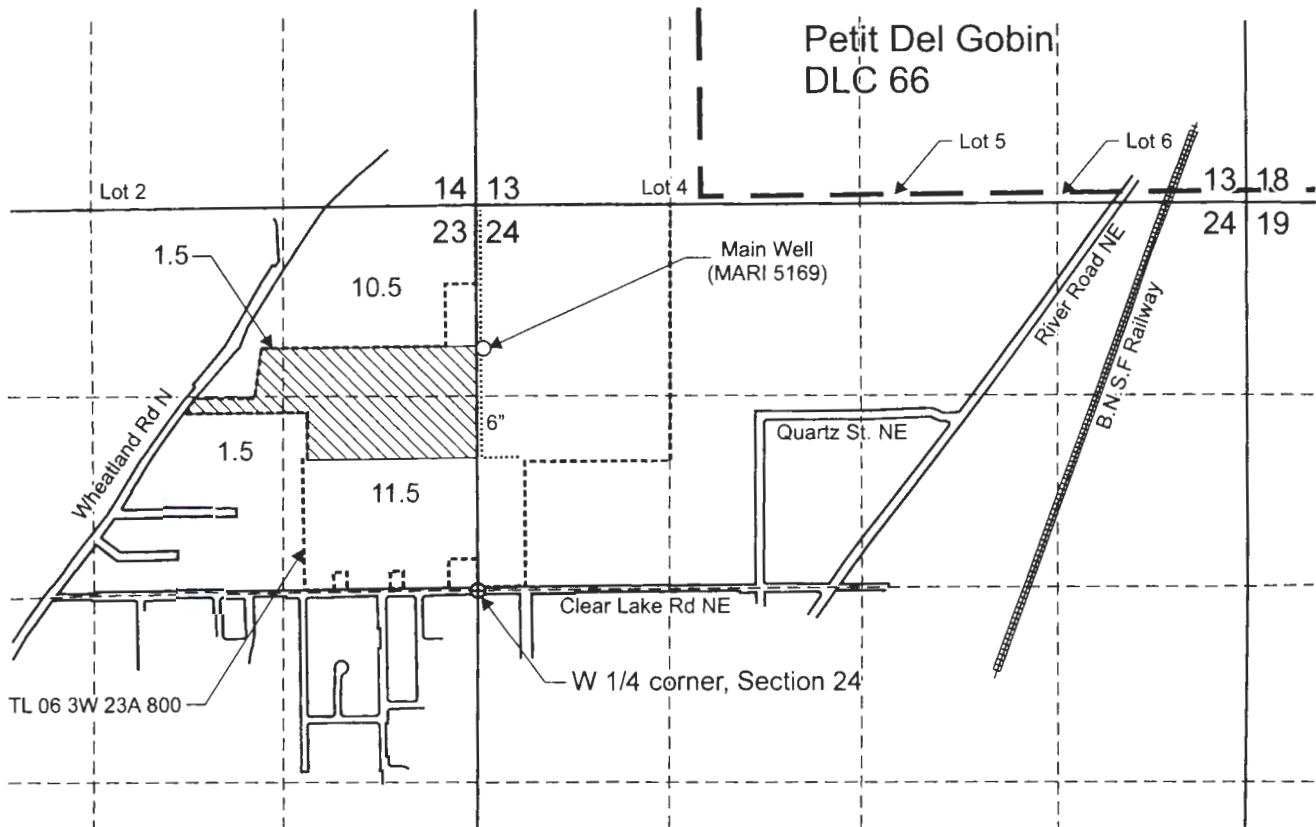 Petit Del Gobin
DLC 66
Lot 5
Lot 6
Lot 2
14 13
Lot 4
13 18
23 24
24 19
1.5
10.5
Main Well
(MARI 5169)
River Road NE
B.N.S.F Railway
Wheatland Rd N
6"
Quartz St. NE
1.5
11.5
Clear Lake Rd NE
W 1/4 corner, Section 24
TL 06 3W 23A 800